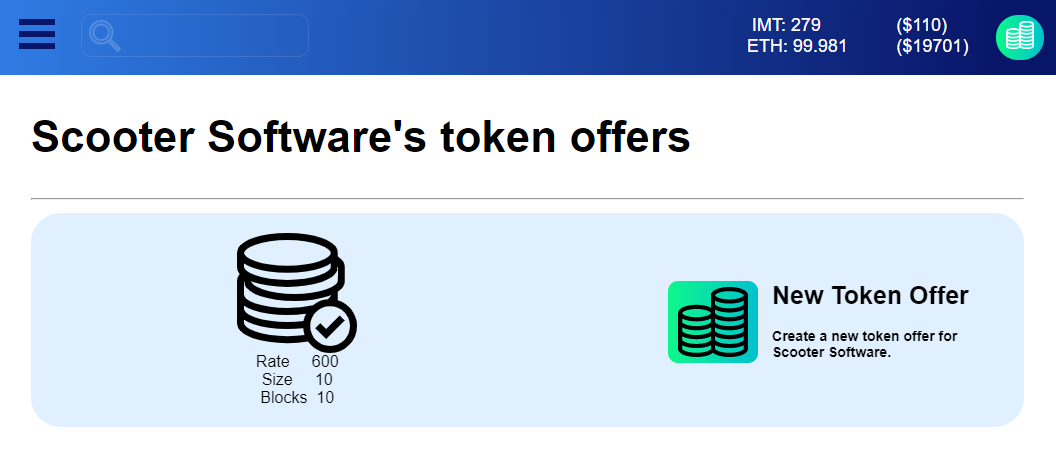 IMT: 279 ($110)
ETH: 99.981 ($19701)
Scooter Software's token offers
Rate 600
Size 10
Blocks 10
New Token Offer
Create a new token offer for
Scooter Software.